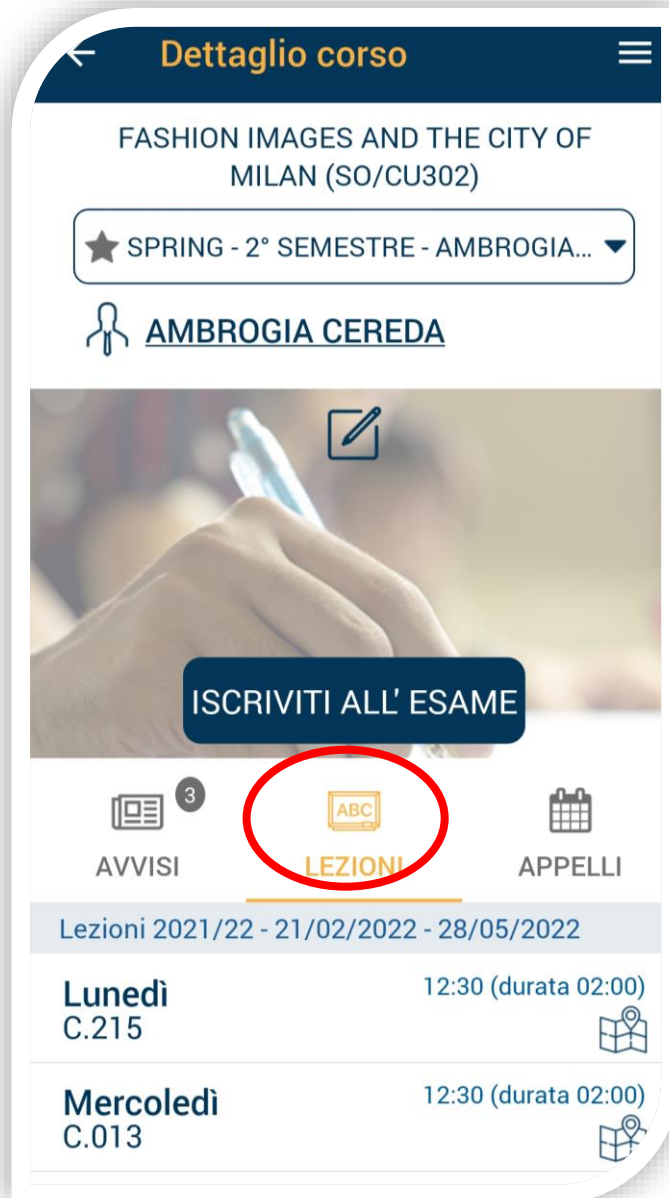 Dettaglio corso
FASHION IMAGES AND THE CITY OF
MILAN (SO/CU302)
SPRING - 2° SEMESTRE - AMBROGIA...
AMBROGIA CEREDA
ISCRIVITI ALL' ESAME
3
ABC
AVVISI LEZIONI APPELLI
Lezioni 2021/22 - 21/02/2022 - 28/05/2022
Lunedì 12:30 (durata 02:00)
C.215
Mercoledì 12:30 (durata 02:00)
C.013